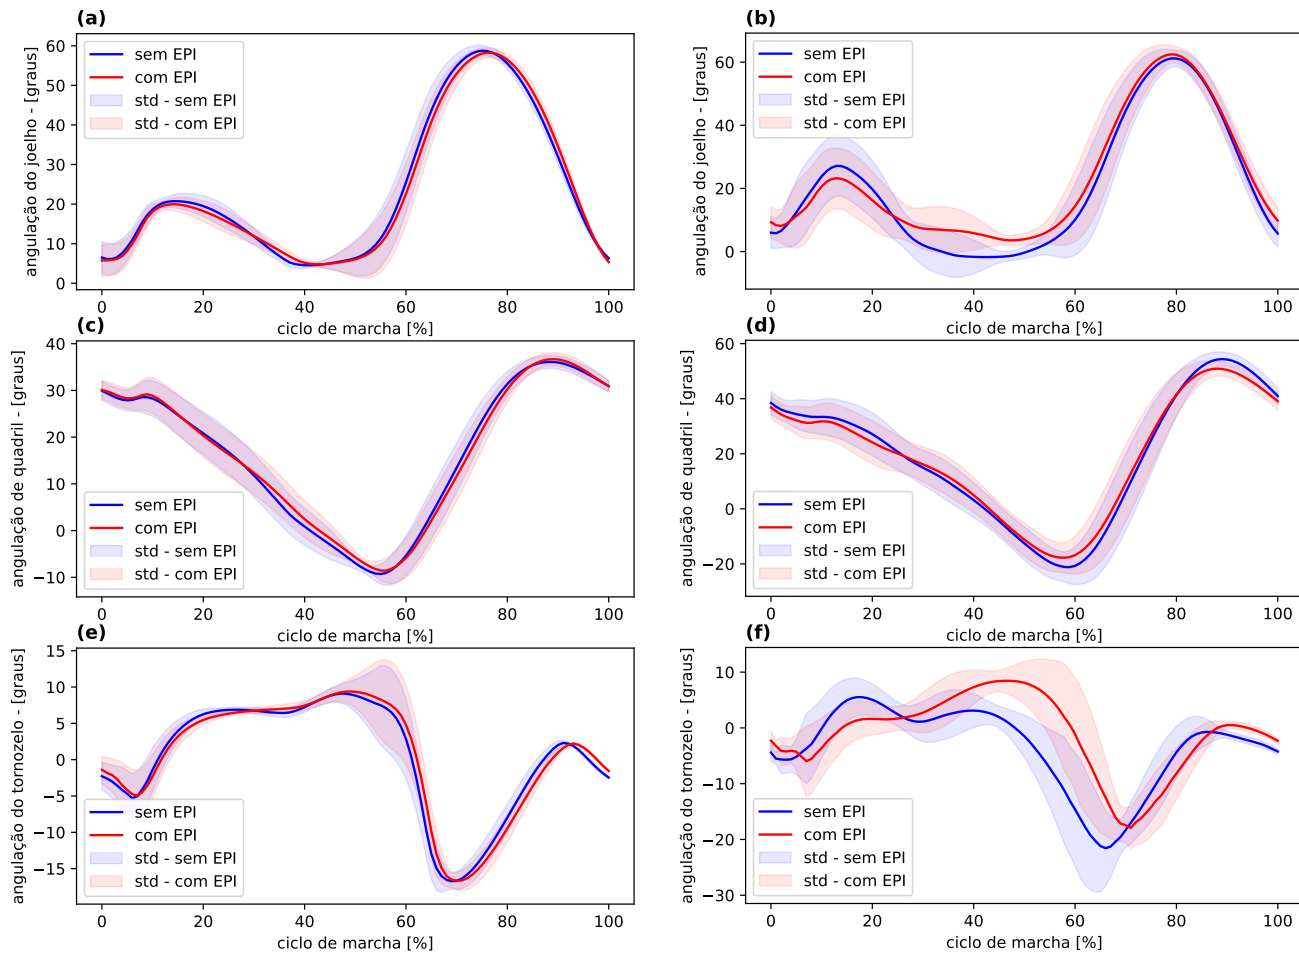 (a)
angulação do joelho - [graus]
60
50
40
30
20
10
0
sem EPI
com EPI
std - sem EPI
std - com EPI
0 20 40 60 80 100
ciclo de marcha [%]
(b)
angulação do joelho - [graus]
60
40
20
0
sem EPI
com EPI
std - sem EPI
std - com EPI
0 20 40 60 80 100
ciclo de marcha [%]
(c)
angulação de quadril - [graus]
40
30
20
10
0
−10
sem EPI
com EPI
std - sem EPI
std - com EPI
0 20 40 60 80 100
ciclo de marcha [%]
(d)
angulação de quadril - [graus]
60
40
20
0
−20
sem EPI
com EPI
std - sem EPI
std - com EPI
0 20 40 60 80 100
ciclo de marcha [%]
(e)
angulação do tornozelo - [graus]
15
10
5
0
−5
−10
−15
sem EPI
com EPI
std - sem EPI
std - com EPI
0 20 40 60 80 100
ciclo de marcha [%]
(f)
angulação do tornozelo - [graus]
10
0
−10
−20
−30
sem EPI
com EPI
std - sem EPI
std - com EPI
0 20 40 60 80 100
ciclo de marcha [%]